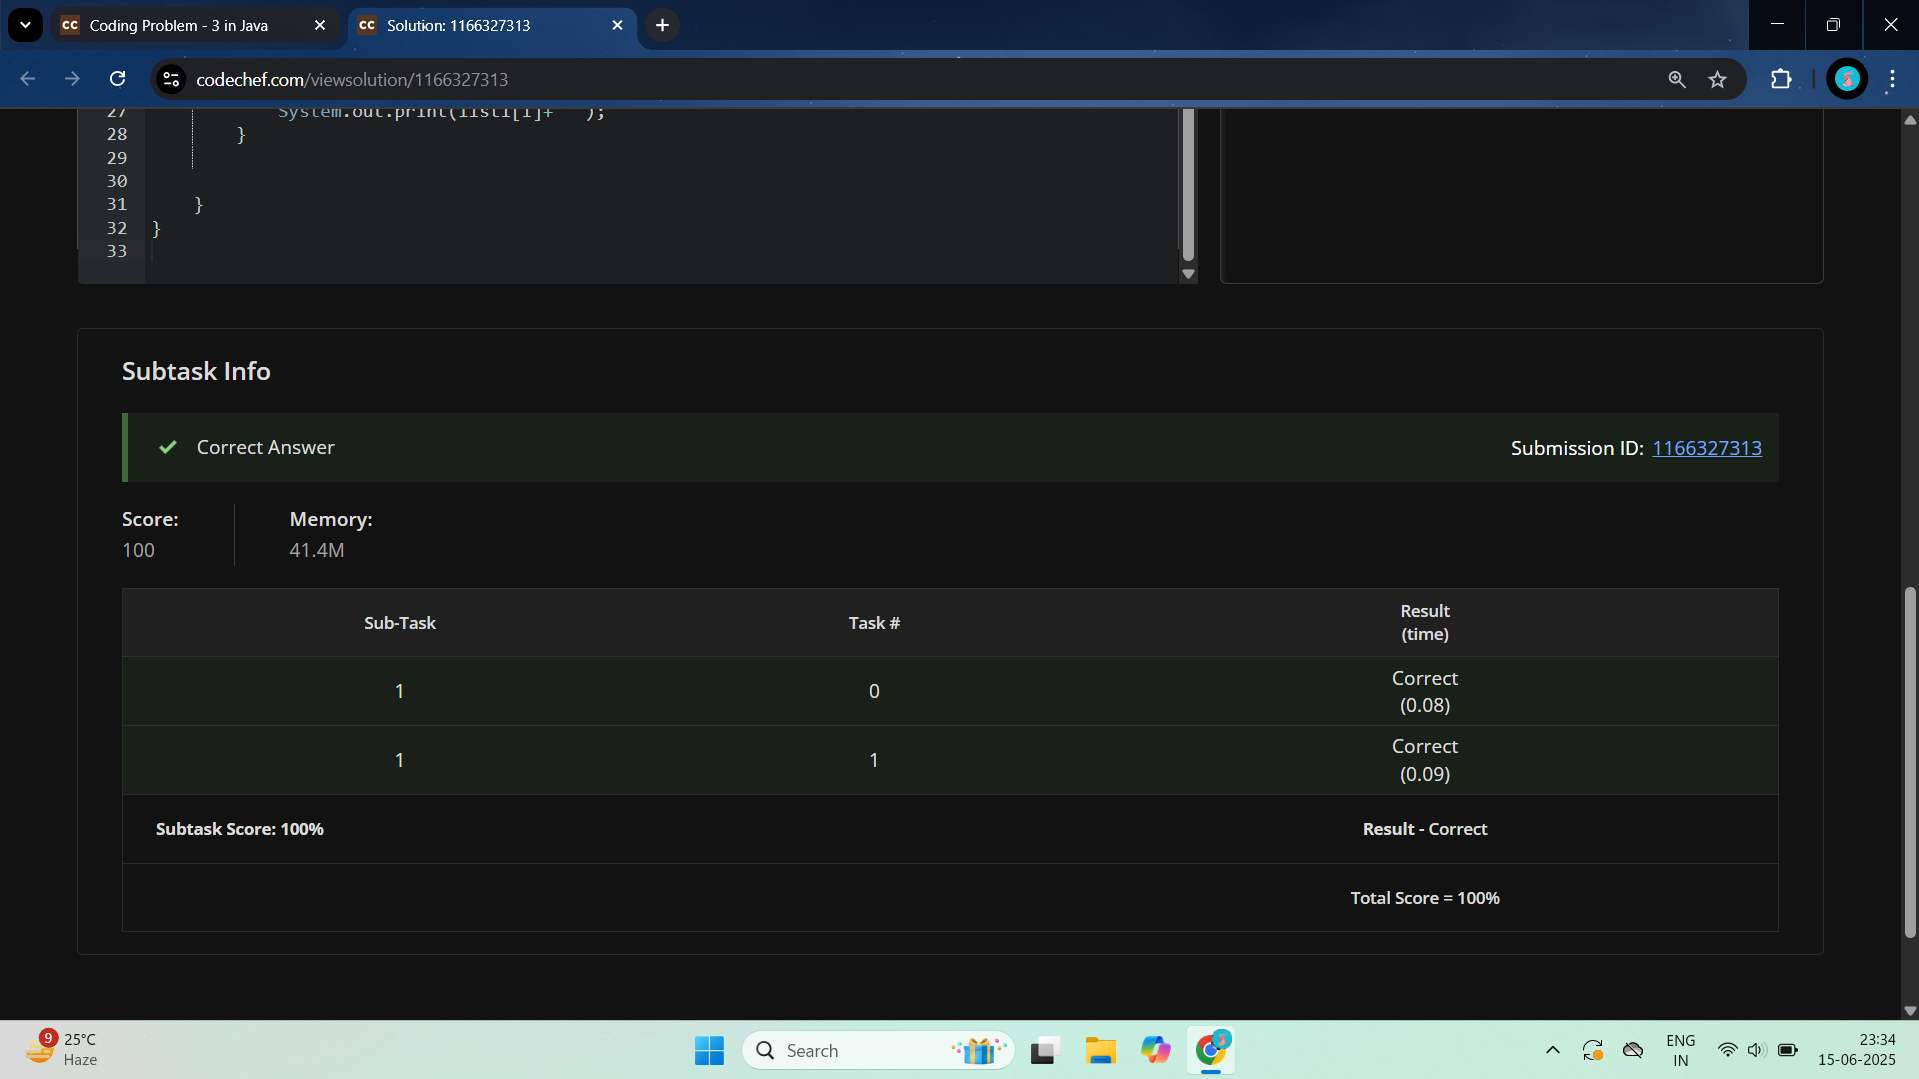 CC Coding Problem - 3 in Java
CC Solution: 1166327313
codechef.com/viewsolution/1166327313
27 System.out.print(list1[i]+" ");
28 }
29
30
31 }
32 }
33
Subtask Info
Correct Answer
Submission ID: 1166327313
Score:
100
Memory:
41.4M
Sub-Task Task # Result
(time)
1 0 Correct
(0.08)
1 1 Correct
(0.09)
Subtask Score: 100% Result - Correct
Total Score = 100%
9
25°C
Haze
Search
ENG
IN
23:34
15-06-2025